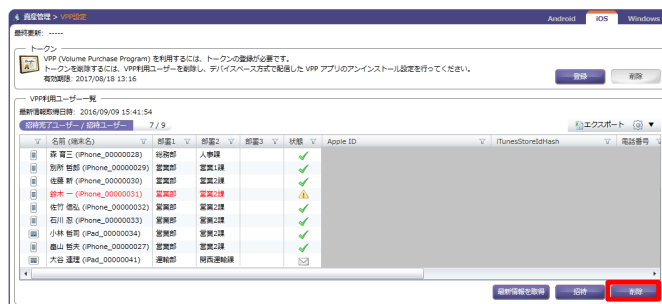 資産管理 > VPP設定
Android iOS Windows
最終更新: -----
トークン
VPP (Volume Purchase Program) を利用するには、トークンの登録が必要です。
トークンを削除するには、VPP利用ユーザーを削除し、デバイスベース方式で配信した VPP アプリのアンインストール設定を行ってください。
有効期限: 2017/08/18 13:16
登録 削除
VPP利用ユーザー一覧
最新情報取得日時: 2016/09/09 15:41:54
招待完了ユーザー / 招待ユーザー 7 / 9
エクスポート
名前 (端末名) 部署1 部署2 部署3 状態 Apple ID iTunesStoreIdHash 電話番号
森 育三 (iPhone_00000028) 総務部 人事課
別所 哲郎 (iPhone_00000029) 営業部 営業1課
佐藤 新 (iPhone_00000030) 営業部 営業2課
鈴木 一 (iPhone_00000031) 営業部 営業2課
佐竹 信弘 (iPhone_00000032) 営業部 営業2課
石川 忍 (iPhone_00000033) 営業部 営業2課
小林 哲司 (iPad_00000034) 営業部 営業2課
畠山 哲夫 (iPhone_00000027) 営業部 営業2課
大谷 達理 (iPad_00000041) 運輸部 関西運輸課
最新情報を取得 招待 削除